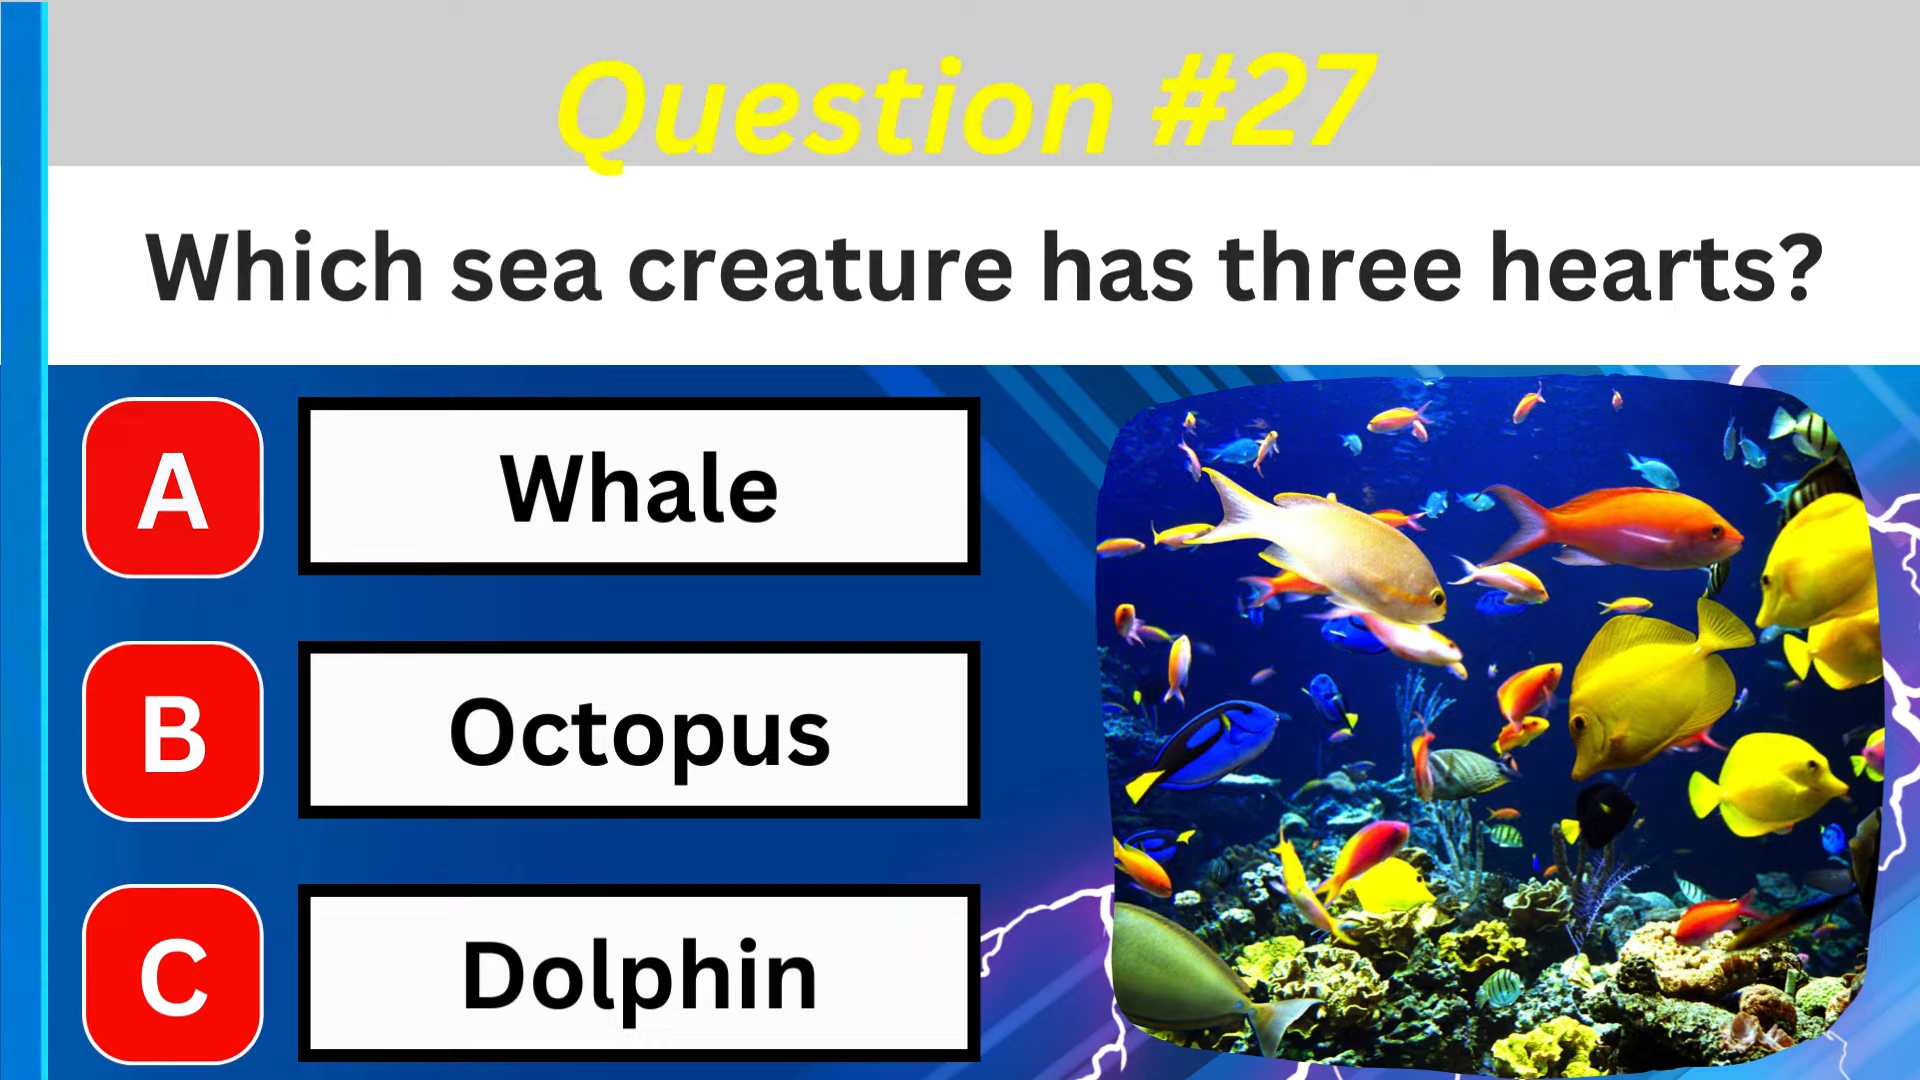 Question #27
Which sea creature has three hearts?
A Whale
B Octopus
C Dolphin